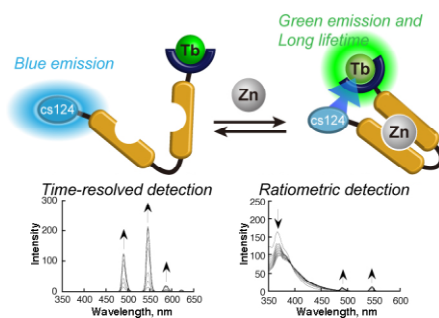 Green emission and
Long lifetime
Blue emission
Tb
Zn
Tb
cs124
cs124
Zn
Time-resolved detection
Ratiometric detection
300
200
100
0
Intensity
350 450 500 550 600 650
Wavelength, nm
250
200
150
100
50
0
Intensity
350 400 450 500 550 600
Wavelength, nm